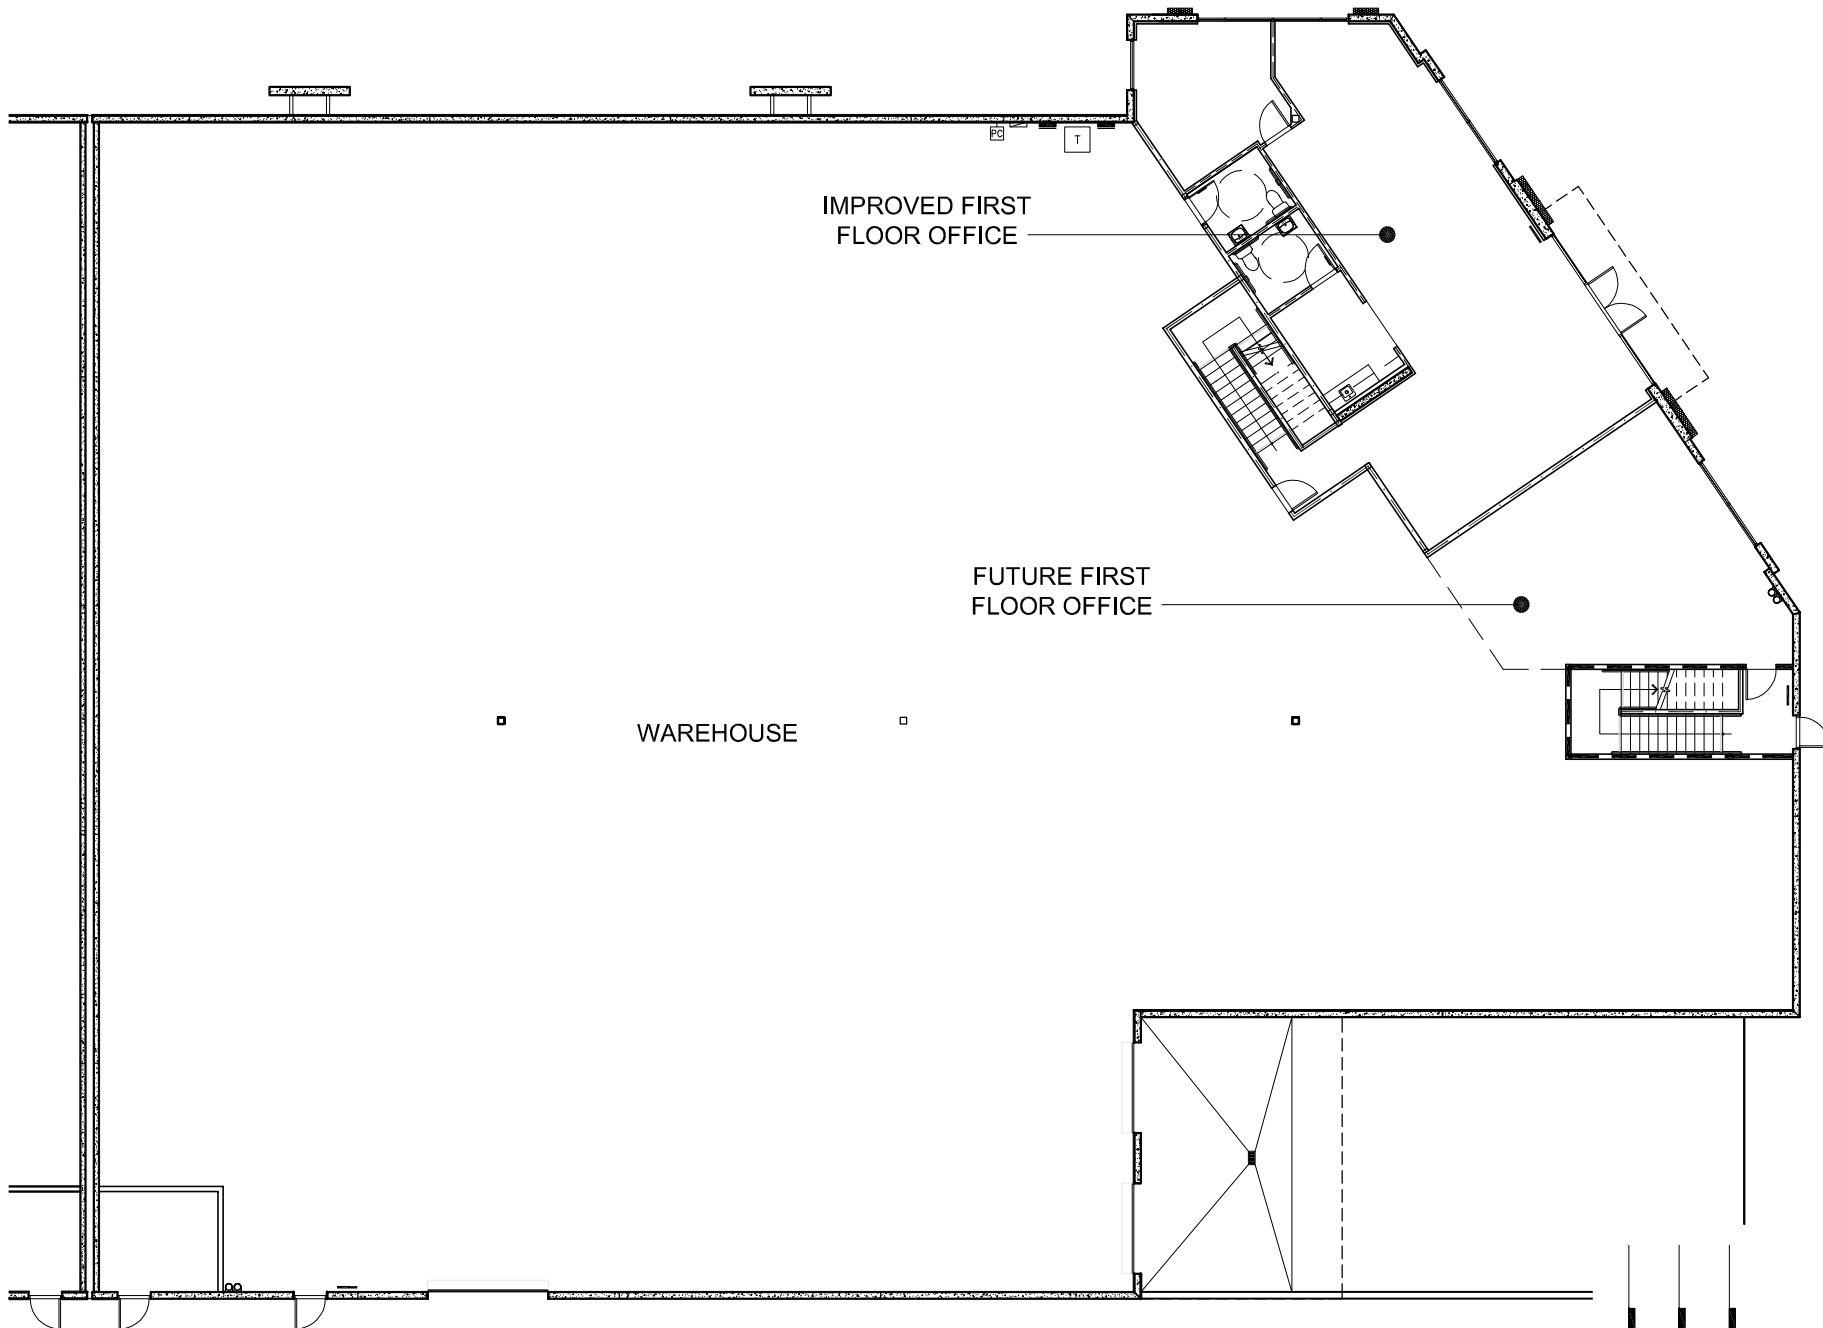 PC
T
IMPROVED FIRST
FLOOR OFFICE
FUTURE FIRST
FLOOR OFFICE
WAREHOUSE